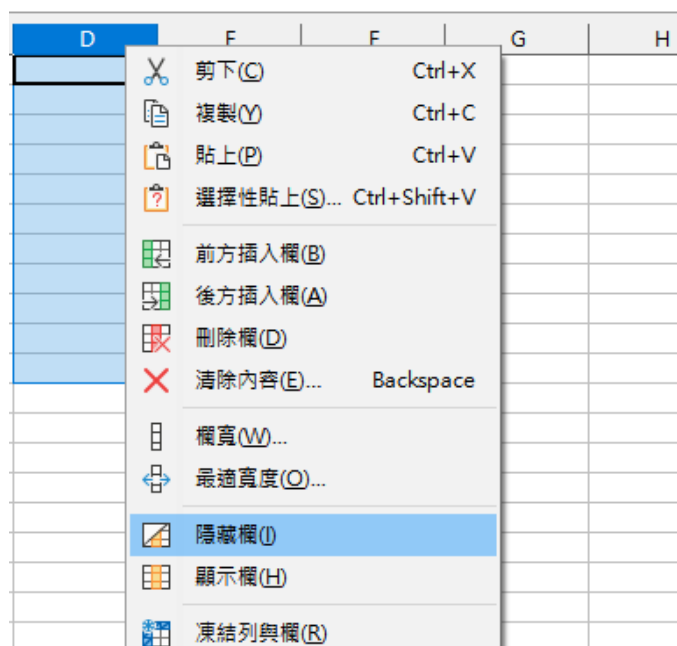 D E F G H
剪下(C) Ctrl+X
複製(Y) Ctrl+C
貼上(P) Ctrl+V
選擇性貼上(S)... Ctrl+Shift+V
前方插入欄(B)
後方插入欄(A)
刪除欄(D)
清除內容(E)... Backspace
欄寬(W)...
最適寬度(O)...
隱藏欄(I)
顯示欄(H)
凍結列與欄(R)